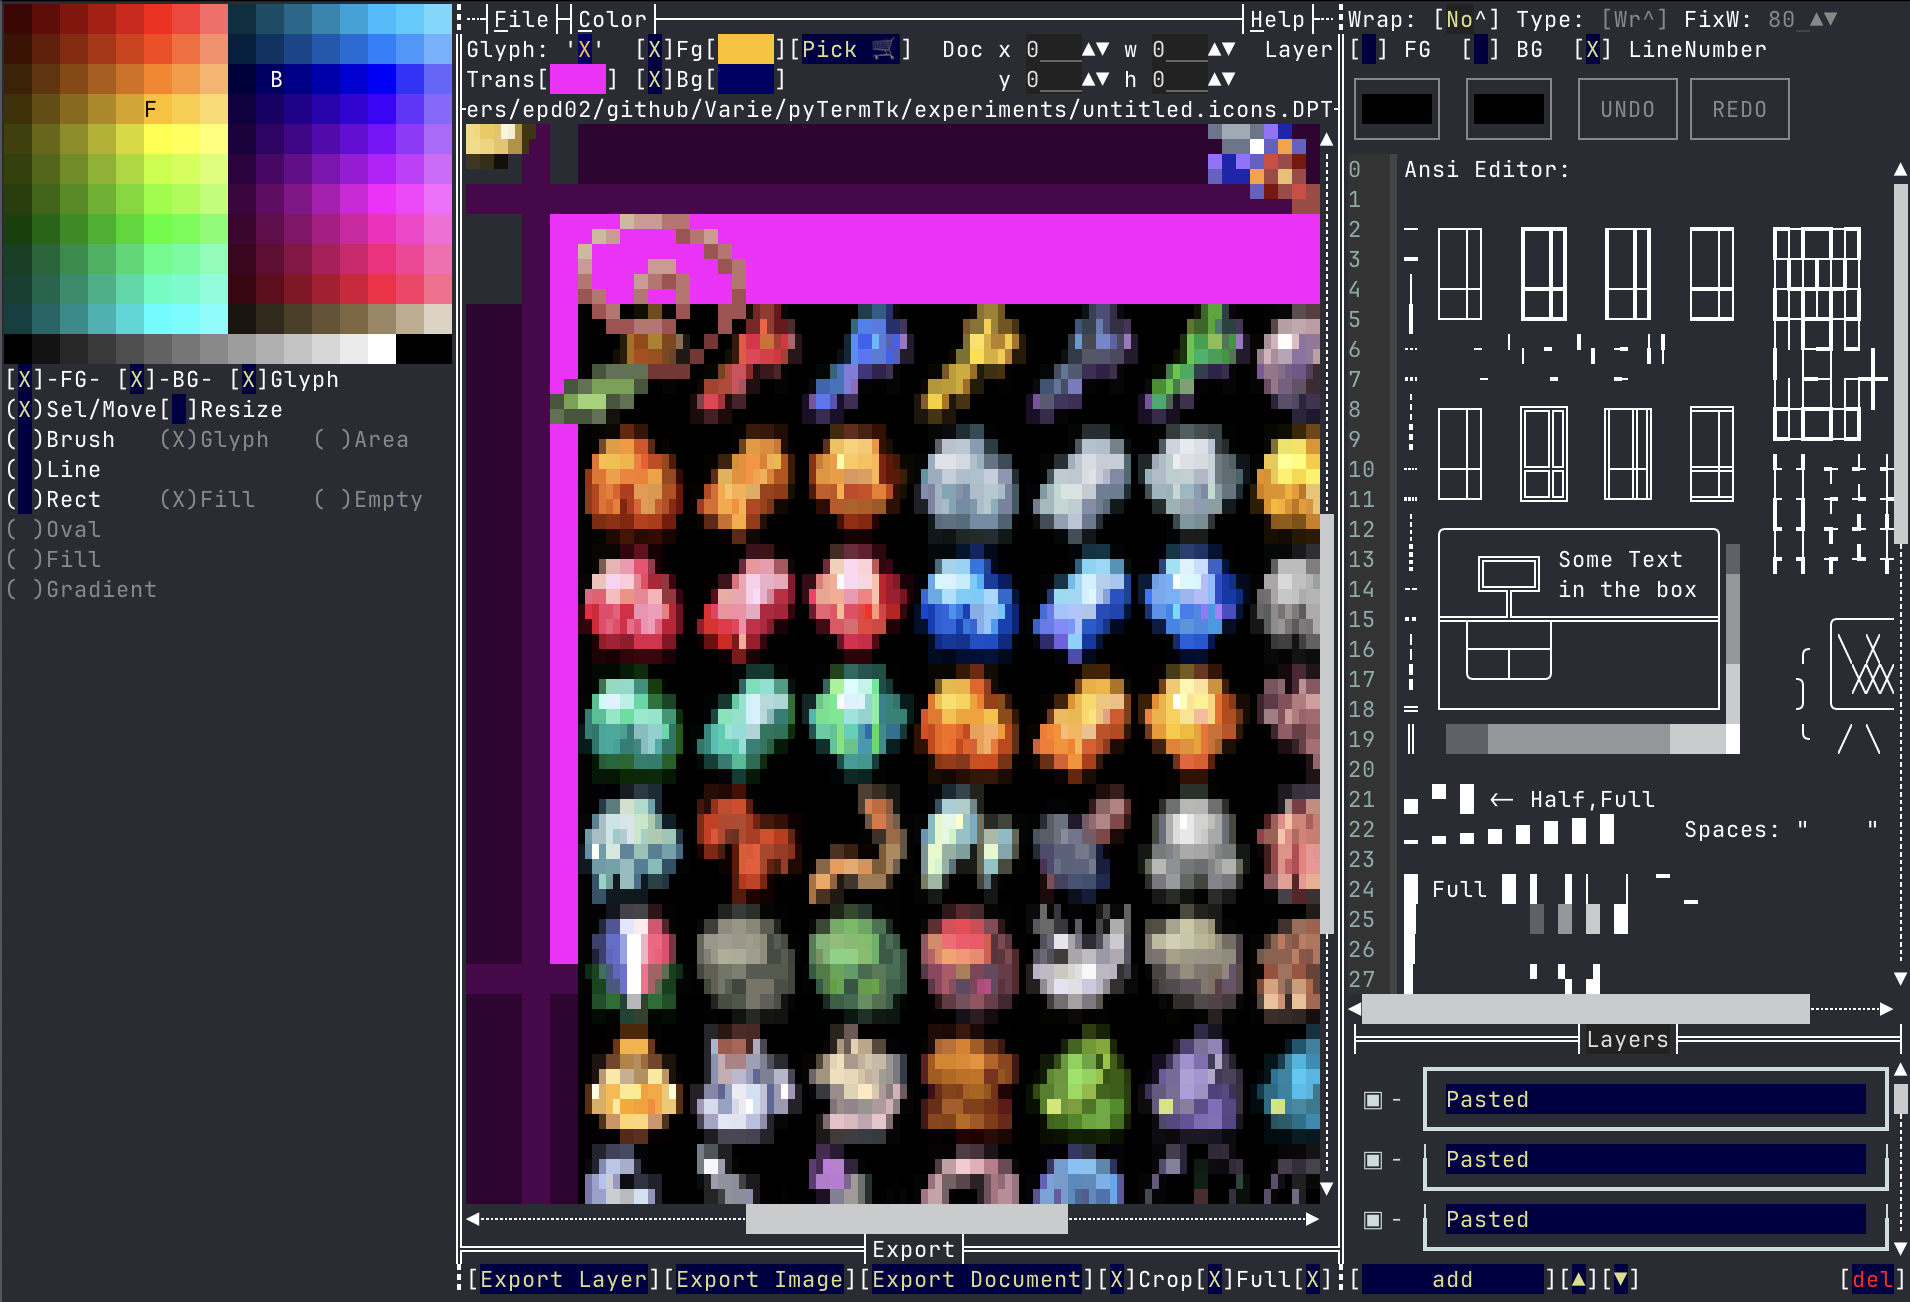 B
F
[X]-FG- [X]-BG- [X]Glyph
(X)Sel/Move[ ]Resize
( )Brush (X)Glyph ( )Area
( )Line
( )Rect (X)Fill ( )Empty
( )Oval
( )Fill
( )Gradient
File Color Help
Glyph: 'X' [X]Fg[ ][Pick 🛒] Doc x 0 ▲▼ w 0 ▲▼ Layer
Trans[ ] [X]Bg[ ] y 0 ▲▼ h 0 ▲▼
ers/epd02/github/Varie/pyTermTk/experiments/untitled.icons.DPT
Export
[Export Layer][Export Image][Export Document][X]Crop[X]Full[X]
Wrap: [No^] Type: [Wr^] FixW: 80 ▲▼
[ ] FG [ ] BG [X] LineNumber
UNDO REDO
0 Ansi Editor:
1
2
3
4
5
6
7
8
9
10
11
12
13 Some Text
14 in the box
15
16
17
18
19
20
21 ← Half,Full
22 Spaces: " "
23
24 Full
25
26
27
Layers
▣ - Pasted
▣ - Pasted
▣ - Pasted
[ add ][▲][▼] [del]